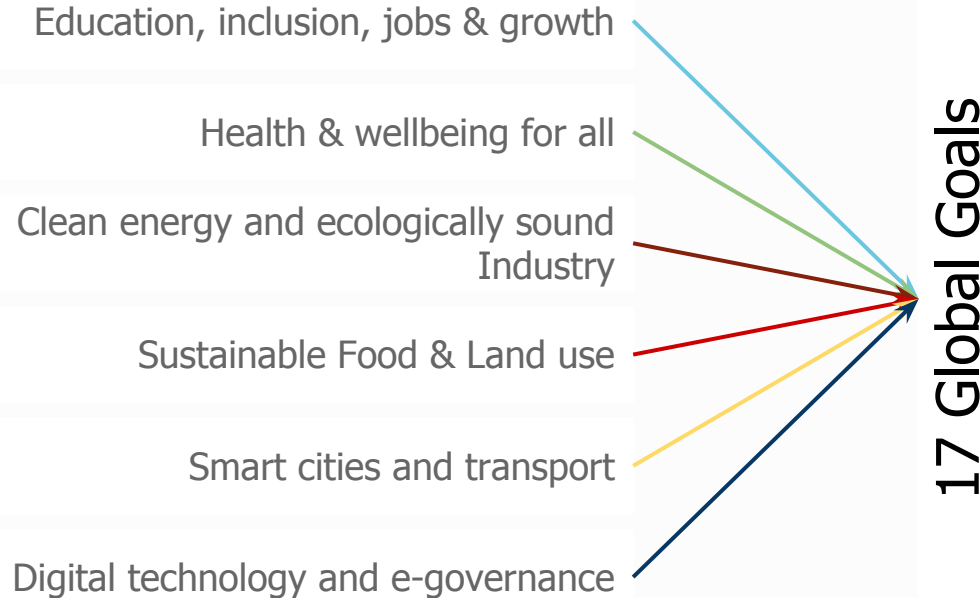 Education, inclusion, jobs & growth
Health & wellbeing for all
Clean energy and ecologically sound
Industry
Sustainable Food & Land use
Smart cities and transport
Digital technology and e-governance
17 Global Goals